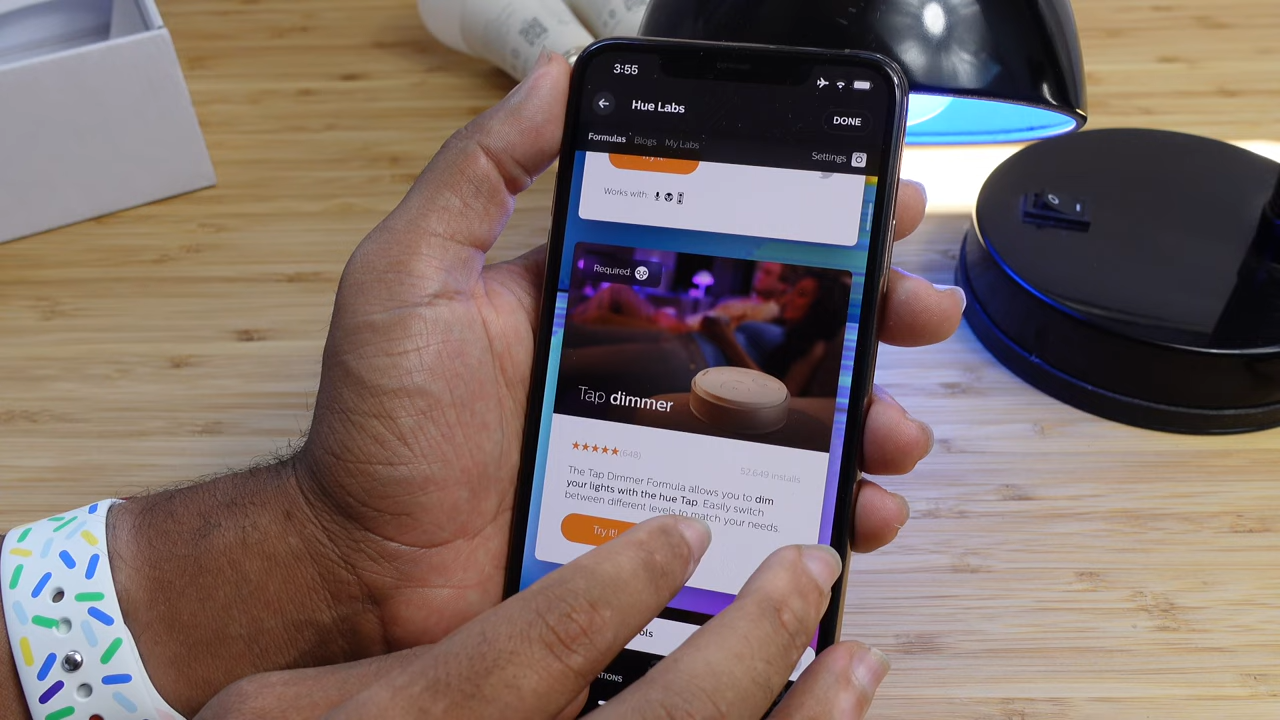 3:55
Hue Labs
DONE
Formulas Blogs My Labs
Settings
Works with:
Required:
Tap dimmer
(648)
52,649 installs
The Tap Dimmer Formula allows you to dim
your lights with the hue Tap. Easily switch
between different levels to match your needs.
Try it!